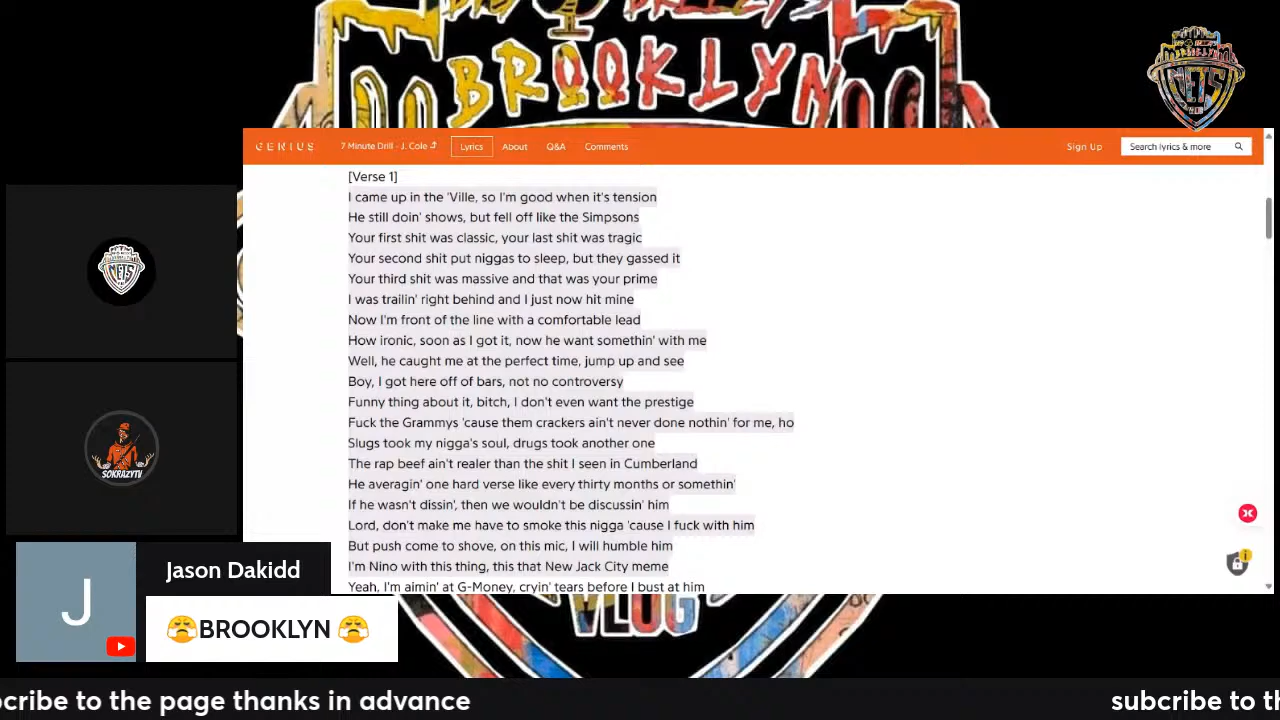 BIG BREEZY'S
BROOKLYN
NETS
GENIUS
7 Minute Drill - J. Cole
Lyrics
About
Q&A
Comments
Sign Up
Search lyrics & more
[Verse 1]
I came up in the 'Ville, so I'm good when it's tension
He still doin' shows, but fell off like the Simpsons
Your first shit was classic, your last shit was tragic
Your second shit put niggas to sleep, but they gassed it
Your third shit was massive and that was your prime
I was trailin' right behind and I just now hit mine
Now I'm front of the line with a comfortable lead
How ironic, soon as I got it, now he want somethin' with me
Well, he caught me at the perfect time, jump up and see
Boy, I got here off of bars, not no controversy
Funny thing about it, bitch, I don't even want the prestige
Fuck the Grammys 'cause them crackers ain't never done nothin' for me, ho
Slugs took my nigga's soul, drugs took another one
The rap beef ain't realer than the shit I seen in Cumberland
He averagin' one hard verse like every thirty months or somethin'
If he wasn't dissin', then we wouldn't be discussin' him
Lord, don't make me have to smoke this nigga 'cause I fuck with him
But push come to shove, on this mic, I will humble him
I'm Nino with this thing, this that New Jack City meme
Yeah, I'm aimin' at G-Money, cryin' tears before I bust at him
NETS
SOKRAZYTV
J
Jason Dakidd
😤BROOKLYN 😤
VLOG
cribe to the page thanks in advance
subcribe to th